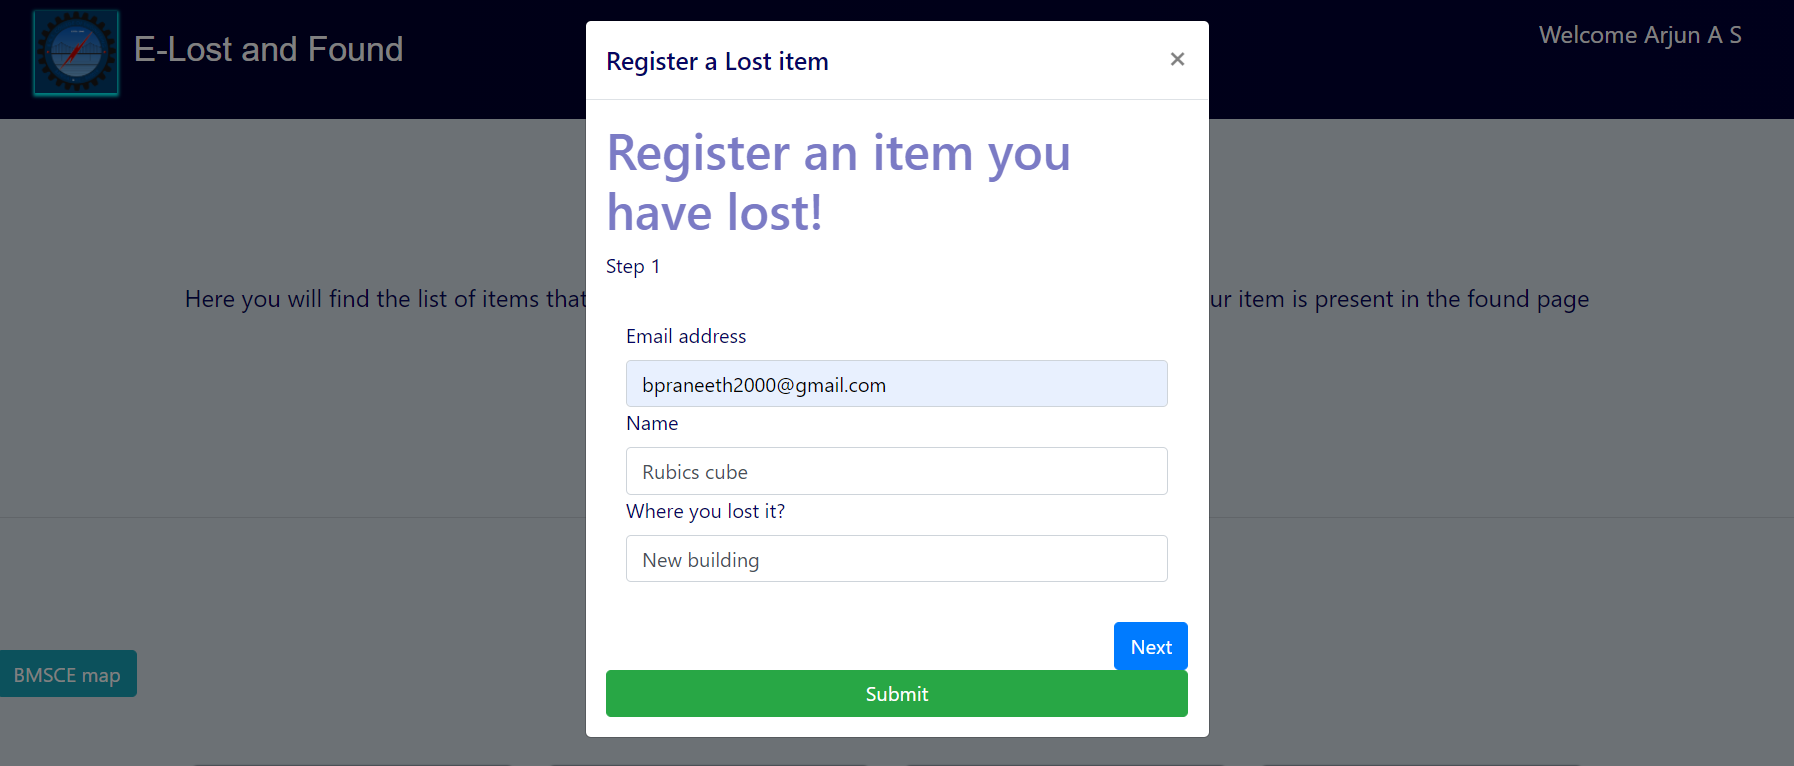 E-Lost and Found
Welcome Arjun A S
Register a Lost item
×
Register an item you
have lost!
Step 1
Here you will find the list of items that
ur item is present in the found page
Email address
bpraneeth2000@gmail.com
Name
Rubics cube
Where you lost it?
New building
Next
BMSCE map
Submit